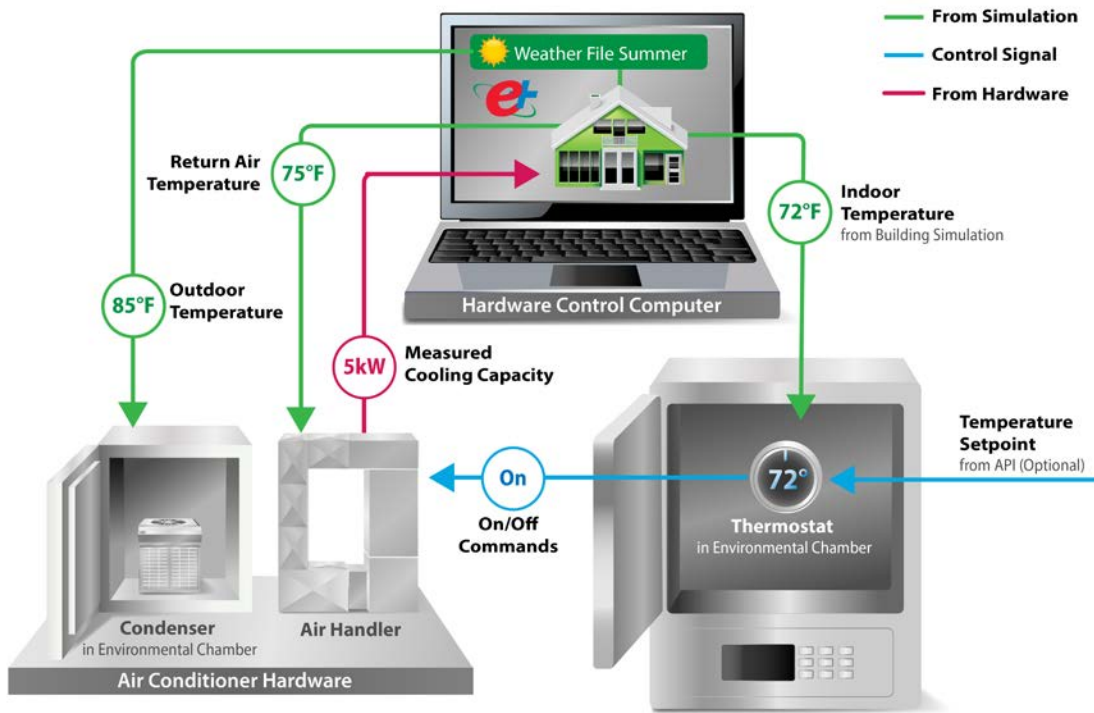 From Simulation
Control Signal
From Hardware
Weather File Summer
e+
Return Air
Temperature
75°F
72°F
Indoor
Temperature
from Building Simulation
85°F
Outdoor
Temperature
Hardware Control Computer
5kW
Measured
Cooling Capacity
Temperature
Setpoint
from API (Optional)
On
On/Off
Commands
72°
Thermostat
in Environmental Chamber
Condenser
in Environmental Chamber
Air Handler
Air Conditioner Hardware